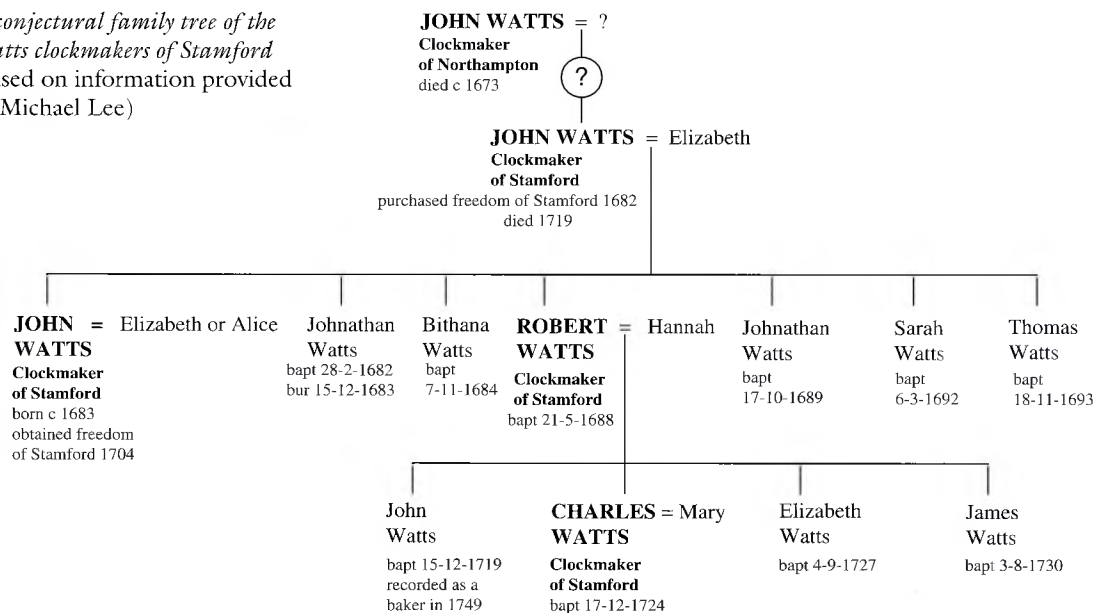 conjectural family tree of the
atts clockmakers of Stamford
sed on information provided
Michael Lee)
JOHN WATTS = ?
Clockmaker
of Northampton
died c 1673
?
JOHN WATTS = Elizabeth
Clockmaker
of Stamford
purchased freedom of Stamford 1682
died 1719
JOHN = Elizabeth or Alice
WATTS
Clockmaker
of Stamford
born c 1683
obtained freedom
of Stamford 1704
Johnathan
Watts
bapt 28-2-1682
bur 15-12-1683
Bithana
Watts
bapt
7-11-1684
ROBERT = Hannah
WATTS
Clockmaker
of Stamford
bapt 21-5-1688
Johnathan
Watts
bapt
17-10-1689
Sarah
Watts
bapt
6-3-1692
Thomas
Watts
bapt
18-11-1693
John
Watts
bapt 15-12-1719
recorded as a
baker in 1749
CHARLES = Mary
WATTS
Clockmaker
of Stamford
bapt 17-12-1724
Elizabeth
Watts
bapt 4-9-1727
James
Watts
bapt 3-8-1730